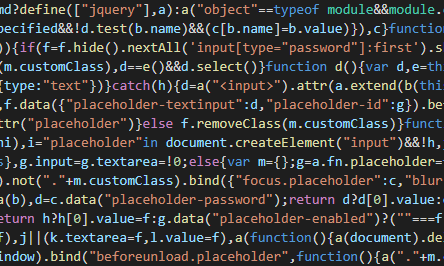 md?define(["jquery"],a):a("object"==typeof module&&module.
pecified&&!d.test(b.name)&&(c[b.name]=b.value)}),c}function
)){if(f=f.hide().nextAll('input[type="password"]:first').s
(m.customClass),d==e()&&d.select()}function d(){var d,e=thi
{type:"text"})}catch(h){d=a("<input>").attr(a.extend(b(thi
,f.data({"placeholder-textinput":d,"placeholder-id":g}).be
ttr("placeholder")}else f.removeClass(m.customClass)}funct
ni),i="placeholder"in document.createElement("input")&&!h,
s},g.input=g.textarea=!0;else{var m={};g=a.fn.placeholder=
).not("."+m.customClass).bind({"focus.placeholder":c,"blur
a(b),d=c.data("placeholder-password");return d?d[0].value:
eturn h?h[0].value=f:g.data("placeholder-enabled")?(""===f
f),j||(k.textarea=f,l.value=f),a(function(){a(document).de
indow).bind("beforeunload.placeholder",function(){a("."+m.